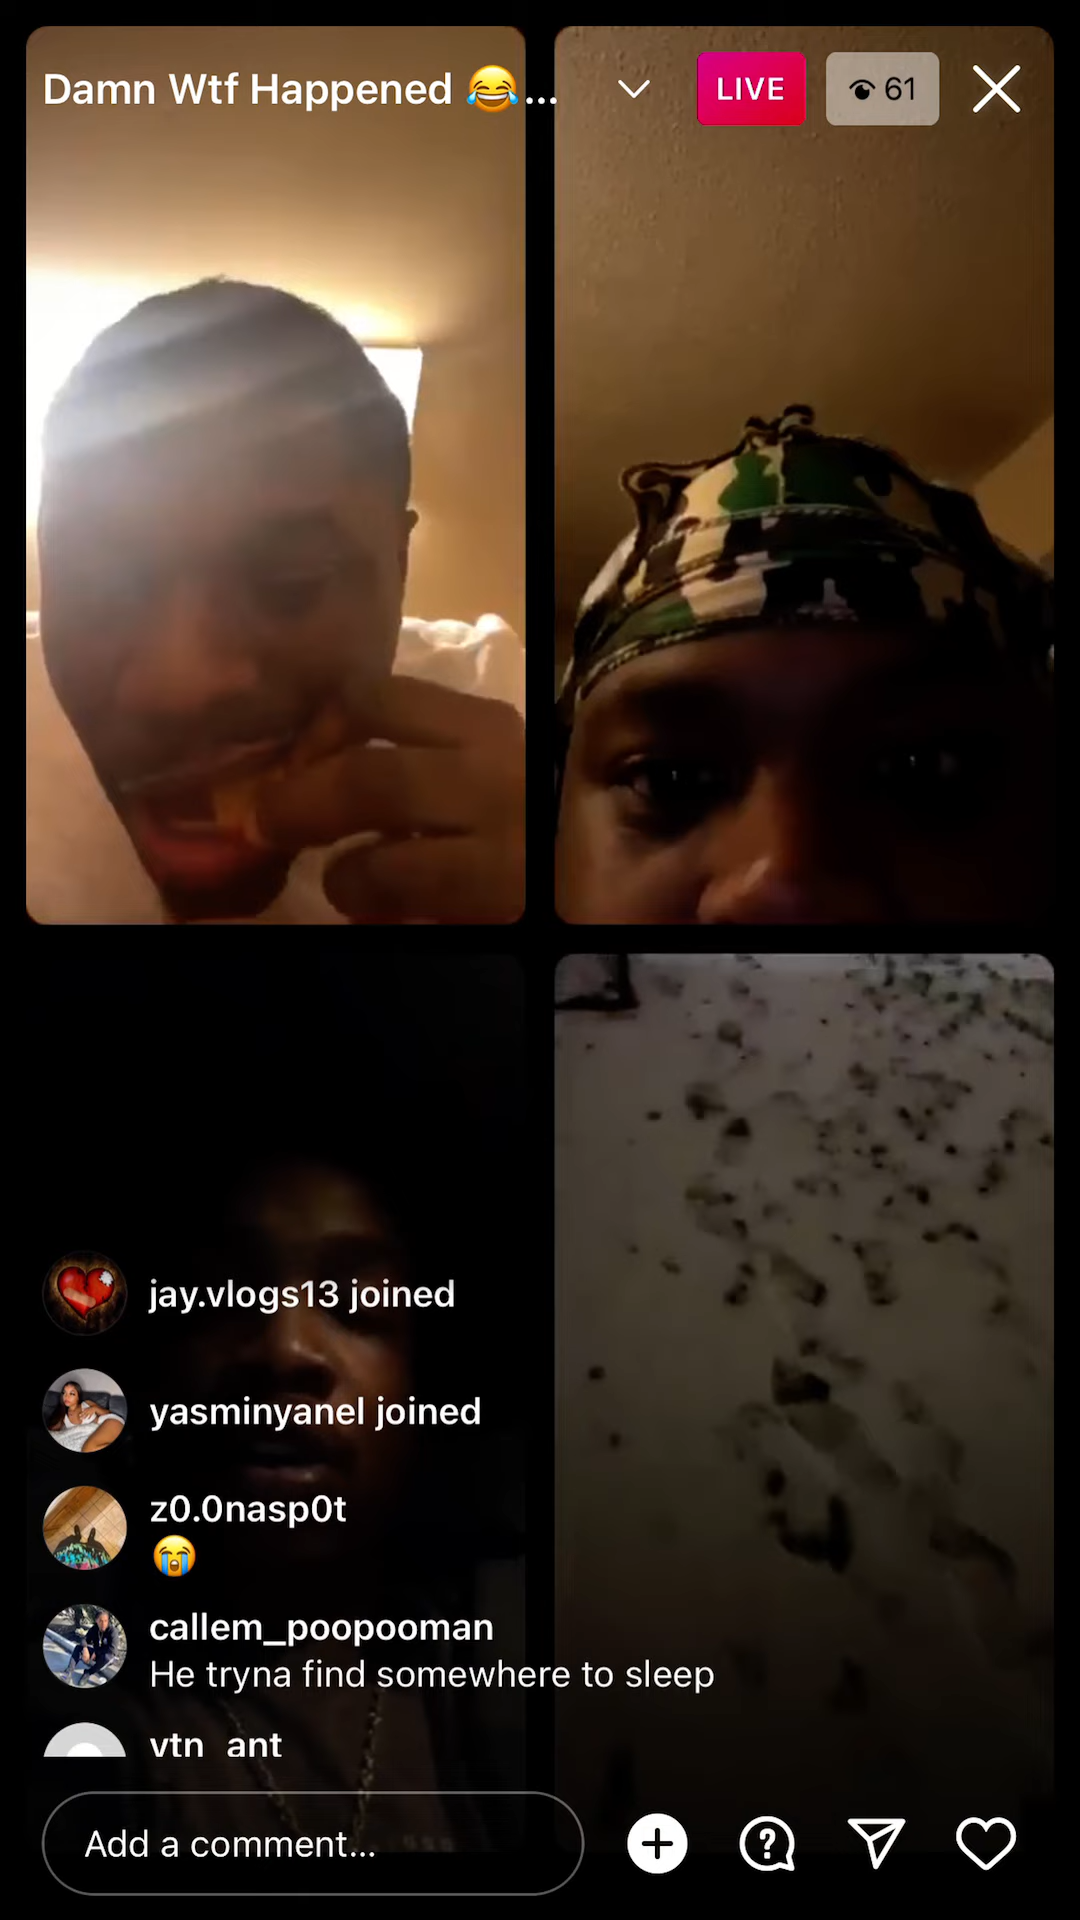 Damn Wtf Happened 😂...
LIVE
61
jay.vlogs13 joined
yasminyanel joined
z0.0nasp0t
😭
callem_poopooman
He tryna find somewhere to sleep
vtn_ant
Add a comment...